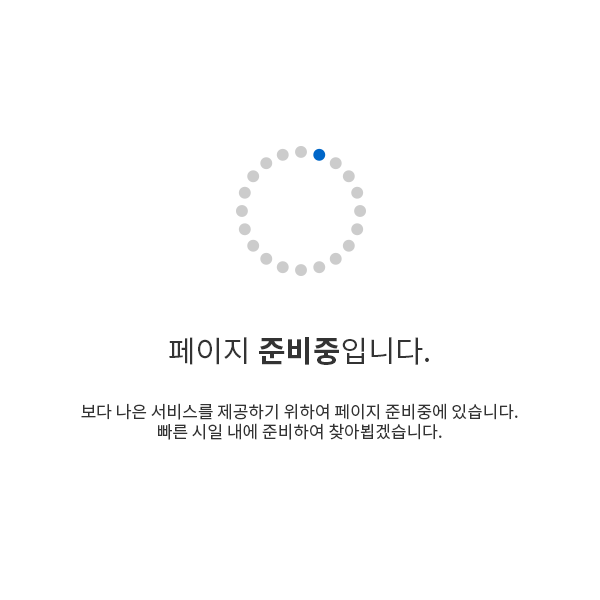 페이지 준비중입니다.
보다 나은 서비스를 제공하기 위하여 페이지 준비중에 있습니다.
빠른 시일 내에 준비하여 찾아뵙겠습니다.